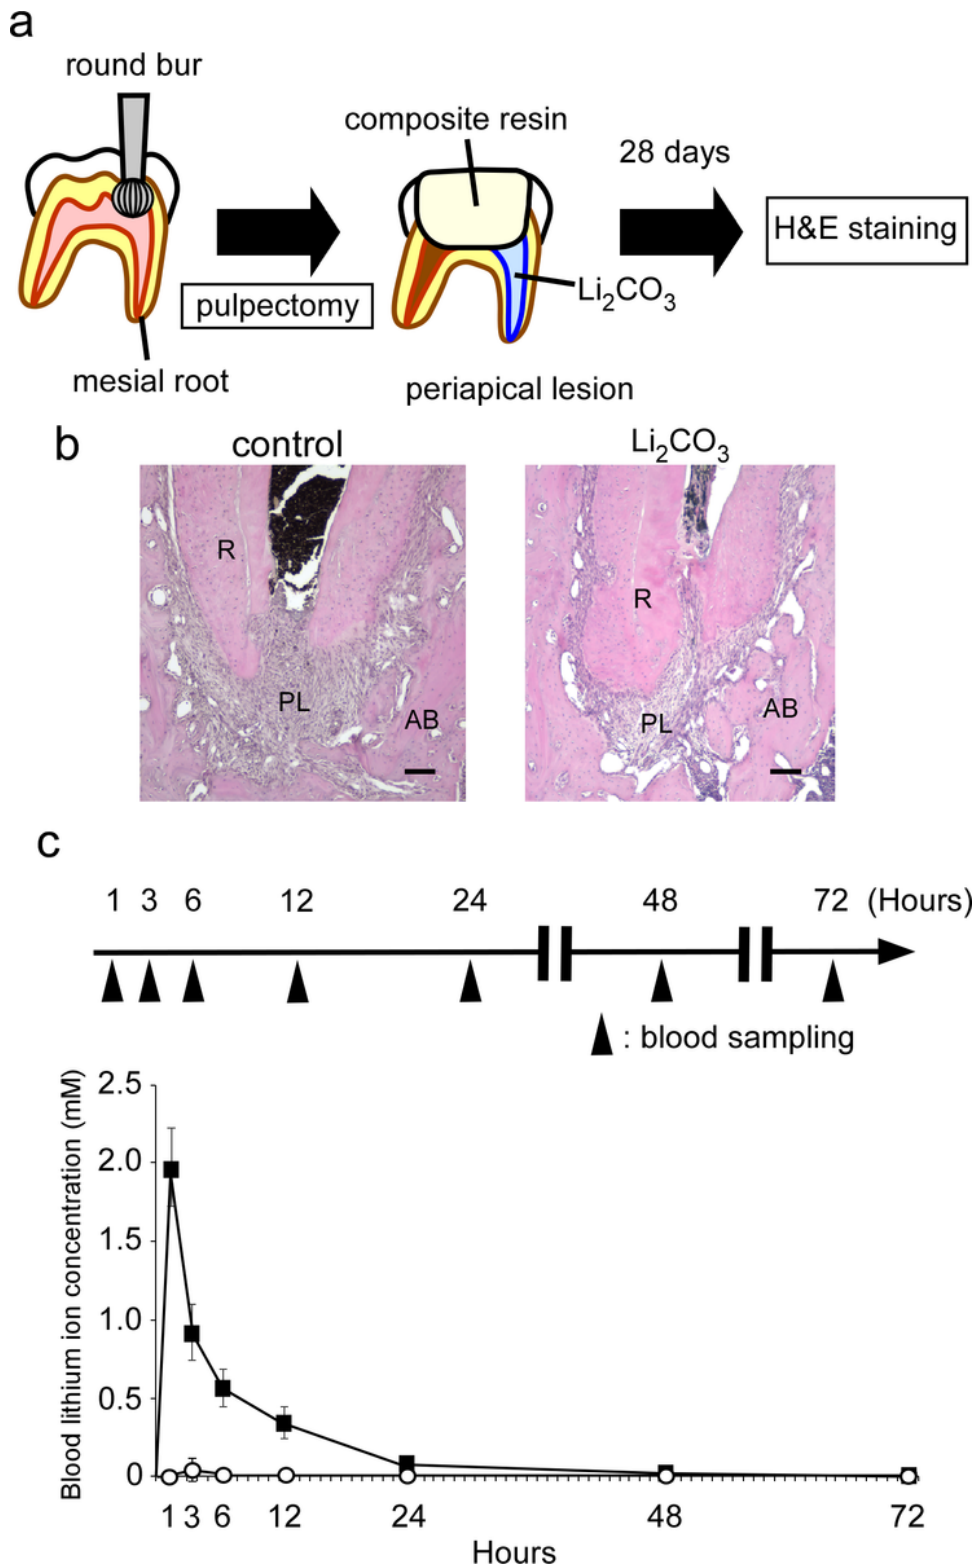 a
round bur
composite resin
28 days
H&E staining
pulpectomy
Li₂CO₃
mesial root
periapical lesion
b
control
Li₂CO₃
R
PL
AB
R
PL
AB
c
1 3 6 12 24 48 72 (Hours)
: blood sampling
Blood lithium ion concentration (mM)
2.5
2.0
1.5
1.0
0.5
0
1 3 6 12 24 48 72
Hours